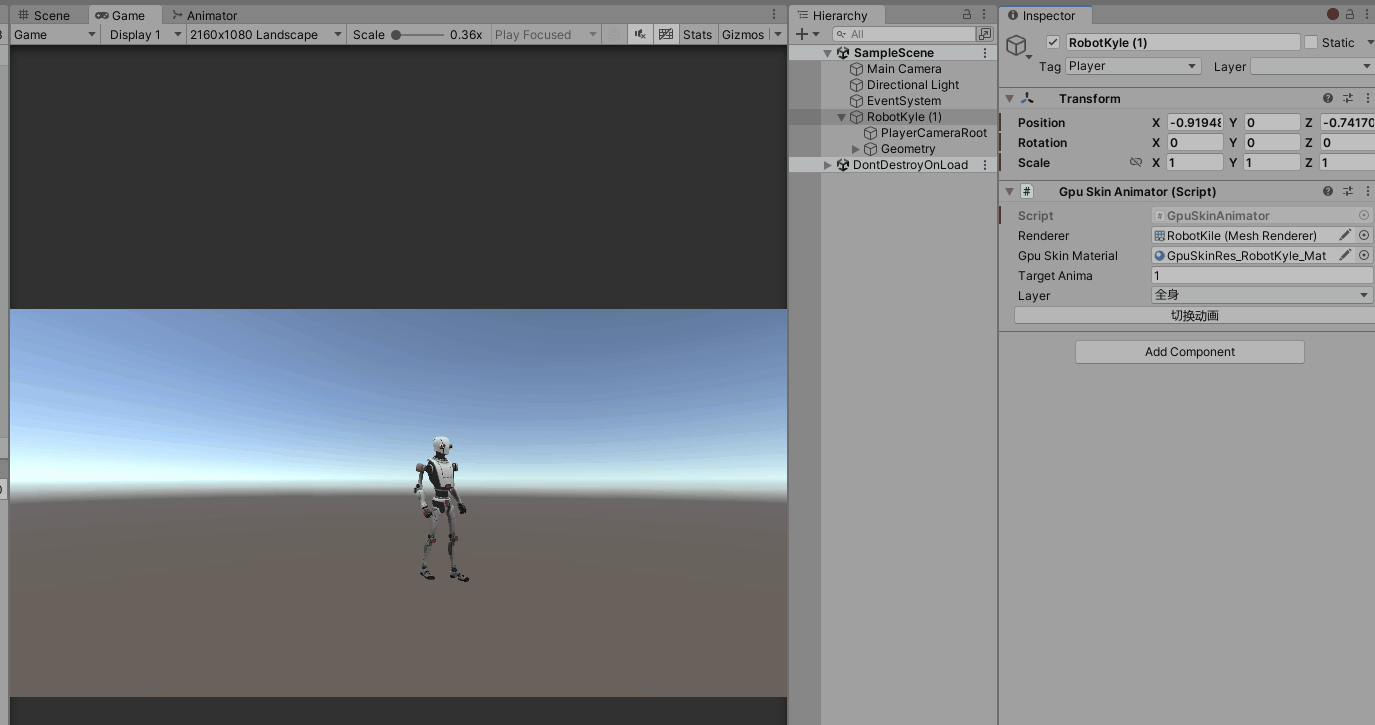 Scene
Game
Animator
Game
Display 1
2160x1080 Landscape
Scale
0.36x
Play Focused
Stats
Gizmos
Hierarchy
All
SampleScene
Main Camera
Directional Light
EventSystem
RobotKyle (1)
PlayerCameraRoot
Geometry
DontDestroyOnLoad
Inspector
RobotKyle (1)
Static
Tag Player
Layer
Transform
Position X -0.91948 Y 0 Z -0.74170
Rotation X 0 Y 0 Z 0
Scale X 1 Y 1 Z 1
# Gpu Skin Animator (Script)
Script # GpuSkinAnimator
Renderer RobotKile (Mesh Renderer)
Gpu Skin Material GpuSkinRes_RobotKyle_Mat
Target Anima 1
Layer 全身
切换动画
Add Component